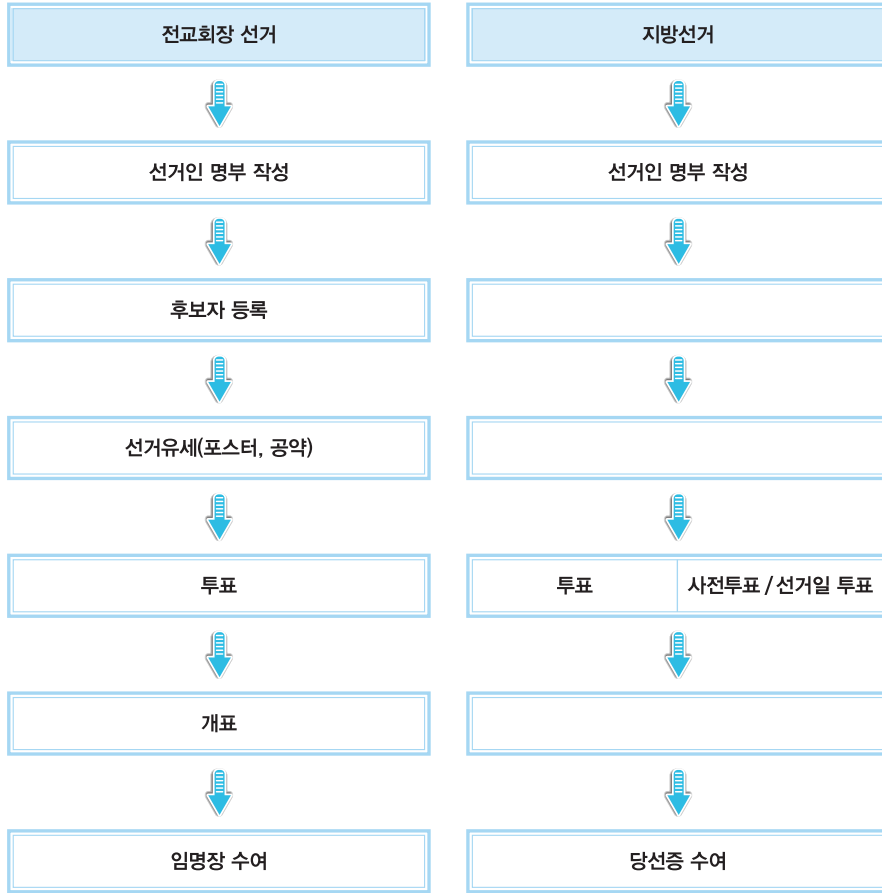 전교회장 선거
지방선거
선거인 명부 작성
선거인 명부 작성
후보자 등록
선거유세(포스터, 공약)
투표
투표
사전투표 / 선거일 투표
개표
임명장 수여
당선증 수여